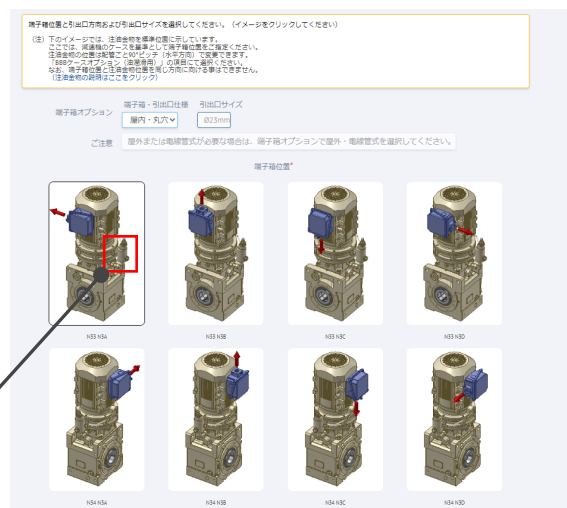 端子箱位置と引出口方向および引出口サイズを選択してください。（イメージをクリックしてください）
（注）下のイメージでは、注油金物を標準位置に示しています。
ここでは、減速機のケースを基準として端子箱位置をご指定ください。
注油金物の位置は配管ごと90°ピッチ（水平方向）で変更できます。
「BBBケースオプション（油潤滑用）」の項目にて選択ください。
なお、端子箱位置と注油金物位置を同じ方向に向ける事はできません。
（注油金物の説明はここをクリック）
端子箱・引出口仕様 引出口サイズ
端子箱オプション 屋内・丸穴 Ø23mm
ご注意 屋外または電線管式が必要な場合は、端子箱オプションで屋外・電線管式を選択してください。
端子箱位置*
N33 N3A N33 N3B N33 N3C N33 N3D
N34 N3A N34 N3B N34 N3C N34 N3D